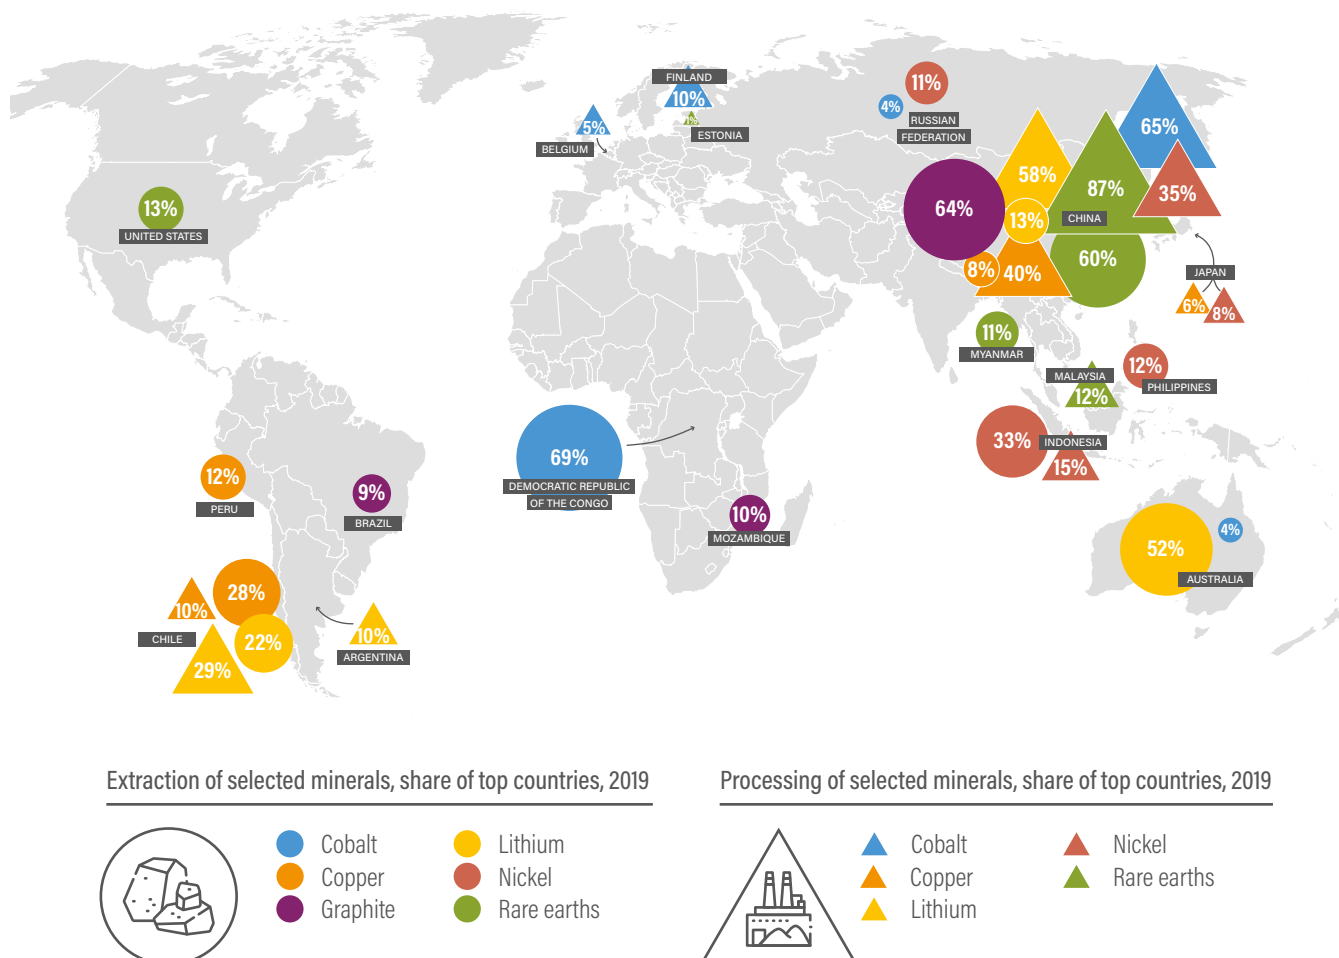 FINLAND
10%
1%
ESTONIA
5%
BELGIUM
11%
4%
RUSSIAN
FEDERATION
65%
58%
87%
35%
64%
13%
CHINA
60%
8%
40%
13%
UNITED STATES
JAPAN
6%
8%
11%
MYANMAR
MALAYSIA
12%
12%
PHILIPPINES
33%
INDONESIA
15%
69%
DEMOCRATIC REPUBLIC
OF THE CONGO
10%
MOZAMBIQUE
12%
PERU
9%
BRAZIL
52%
4%
AUSTRALIA
28%
10%
CHILE
22%
29%
10%
ARGENTINA
Extraction of selected minerals, share of top countries, 2019
Cobalt
Copper
Graphite
Lithium
Nickel
Rare earths
Processing of selected minerals, share of top countries, 2019
Cobalt
Copper
Lithium
Nickel
Rare earths